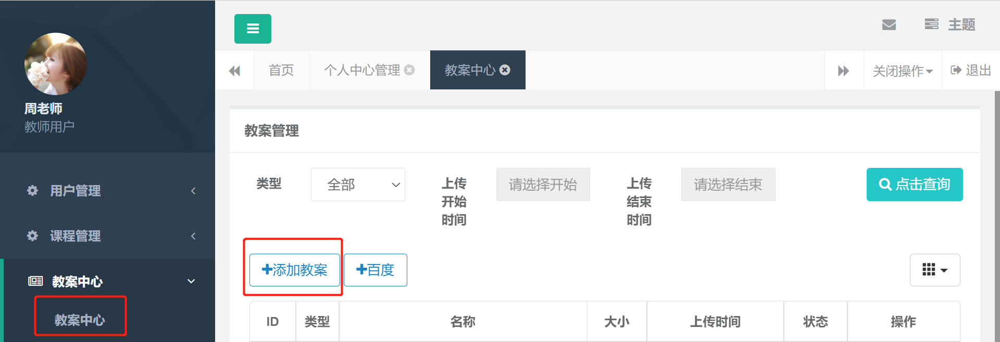 主题
首页
个人中心管理
教案中心
关闭操作
退出
周老师
教师用户
用户管理
课程管理
教案中心
教案中心
教案管理
类型
全部
上传
开始
时间
请选择开始
上传
结束
时间
请选择结束
点击查询
添加教案
百度
ID
类型
名称
大小
上传时间
状态
操作